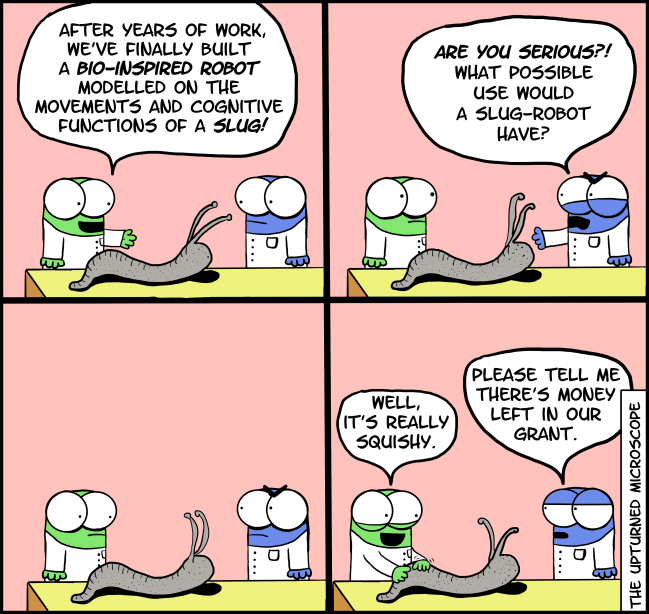 AFTER YEARS OF WORK,
WE'VE FINALLY BUILT
A BIO-INSPIRED ROBOT
MODELLED ON THE
MOVEMENTS AND COGNITIVE
FUNCTIONS OF A SLUG!
ARE YOU SERIOUS?!
WHAT POSSIBLE
USE WOULD
A SLUG-ROBOT
HAVE?
WELL,
IT'S REALLY
SQUISHY.
PLEASE TELL ME
THERE'S MONEY
LEFT IN OUR
GRANT.
THE UPTURNED MICROSCOPE